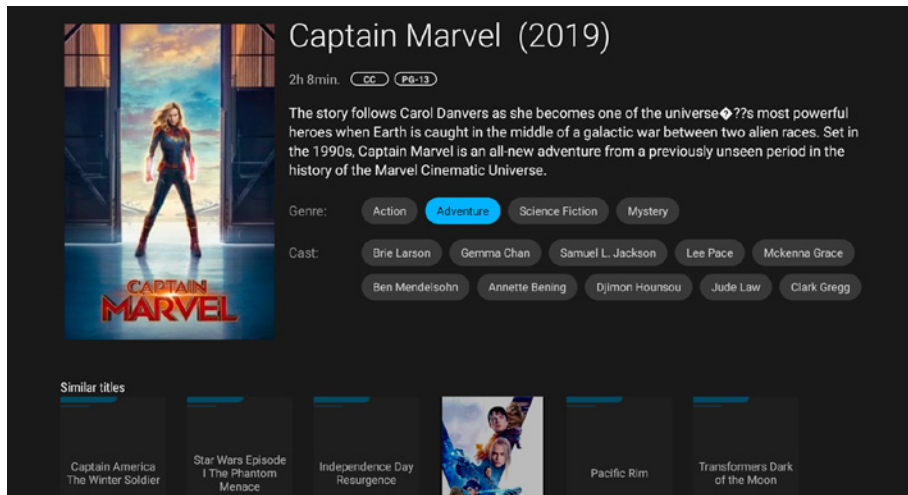 Captain Marvel (2019)
2h 8min. CC PG-13
The story follows Carol Danvers as she becomes one of the universe�??s most powerful
heroes when Earth is caught in the middle of a galactic war between two alien races. Set in
the 1990s, Captain Marvel is an all-new adventure from a previously unseen period in the
history of the Marvel Cinematic Universe.
Genre: Action Adventure Science Fiction Mystery
Cast: Brie Larson Gemma Chan Samuel L. Jackson Lee Pace Mckenna Grace
Ben Mendelsohn Annette Bening Djimon Hounsou Jude Law Clark Gregg
CAPTAIN
MARVEL
Similar titles
Captain America
The Winter Soldier
Star Wars Episode
I The Phantom
Menace
Independence Day
Resurgence
Pacific Rim
Transformers Dark
of the Moon